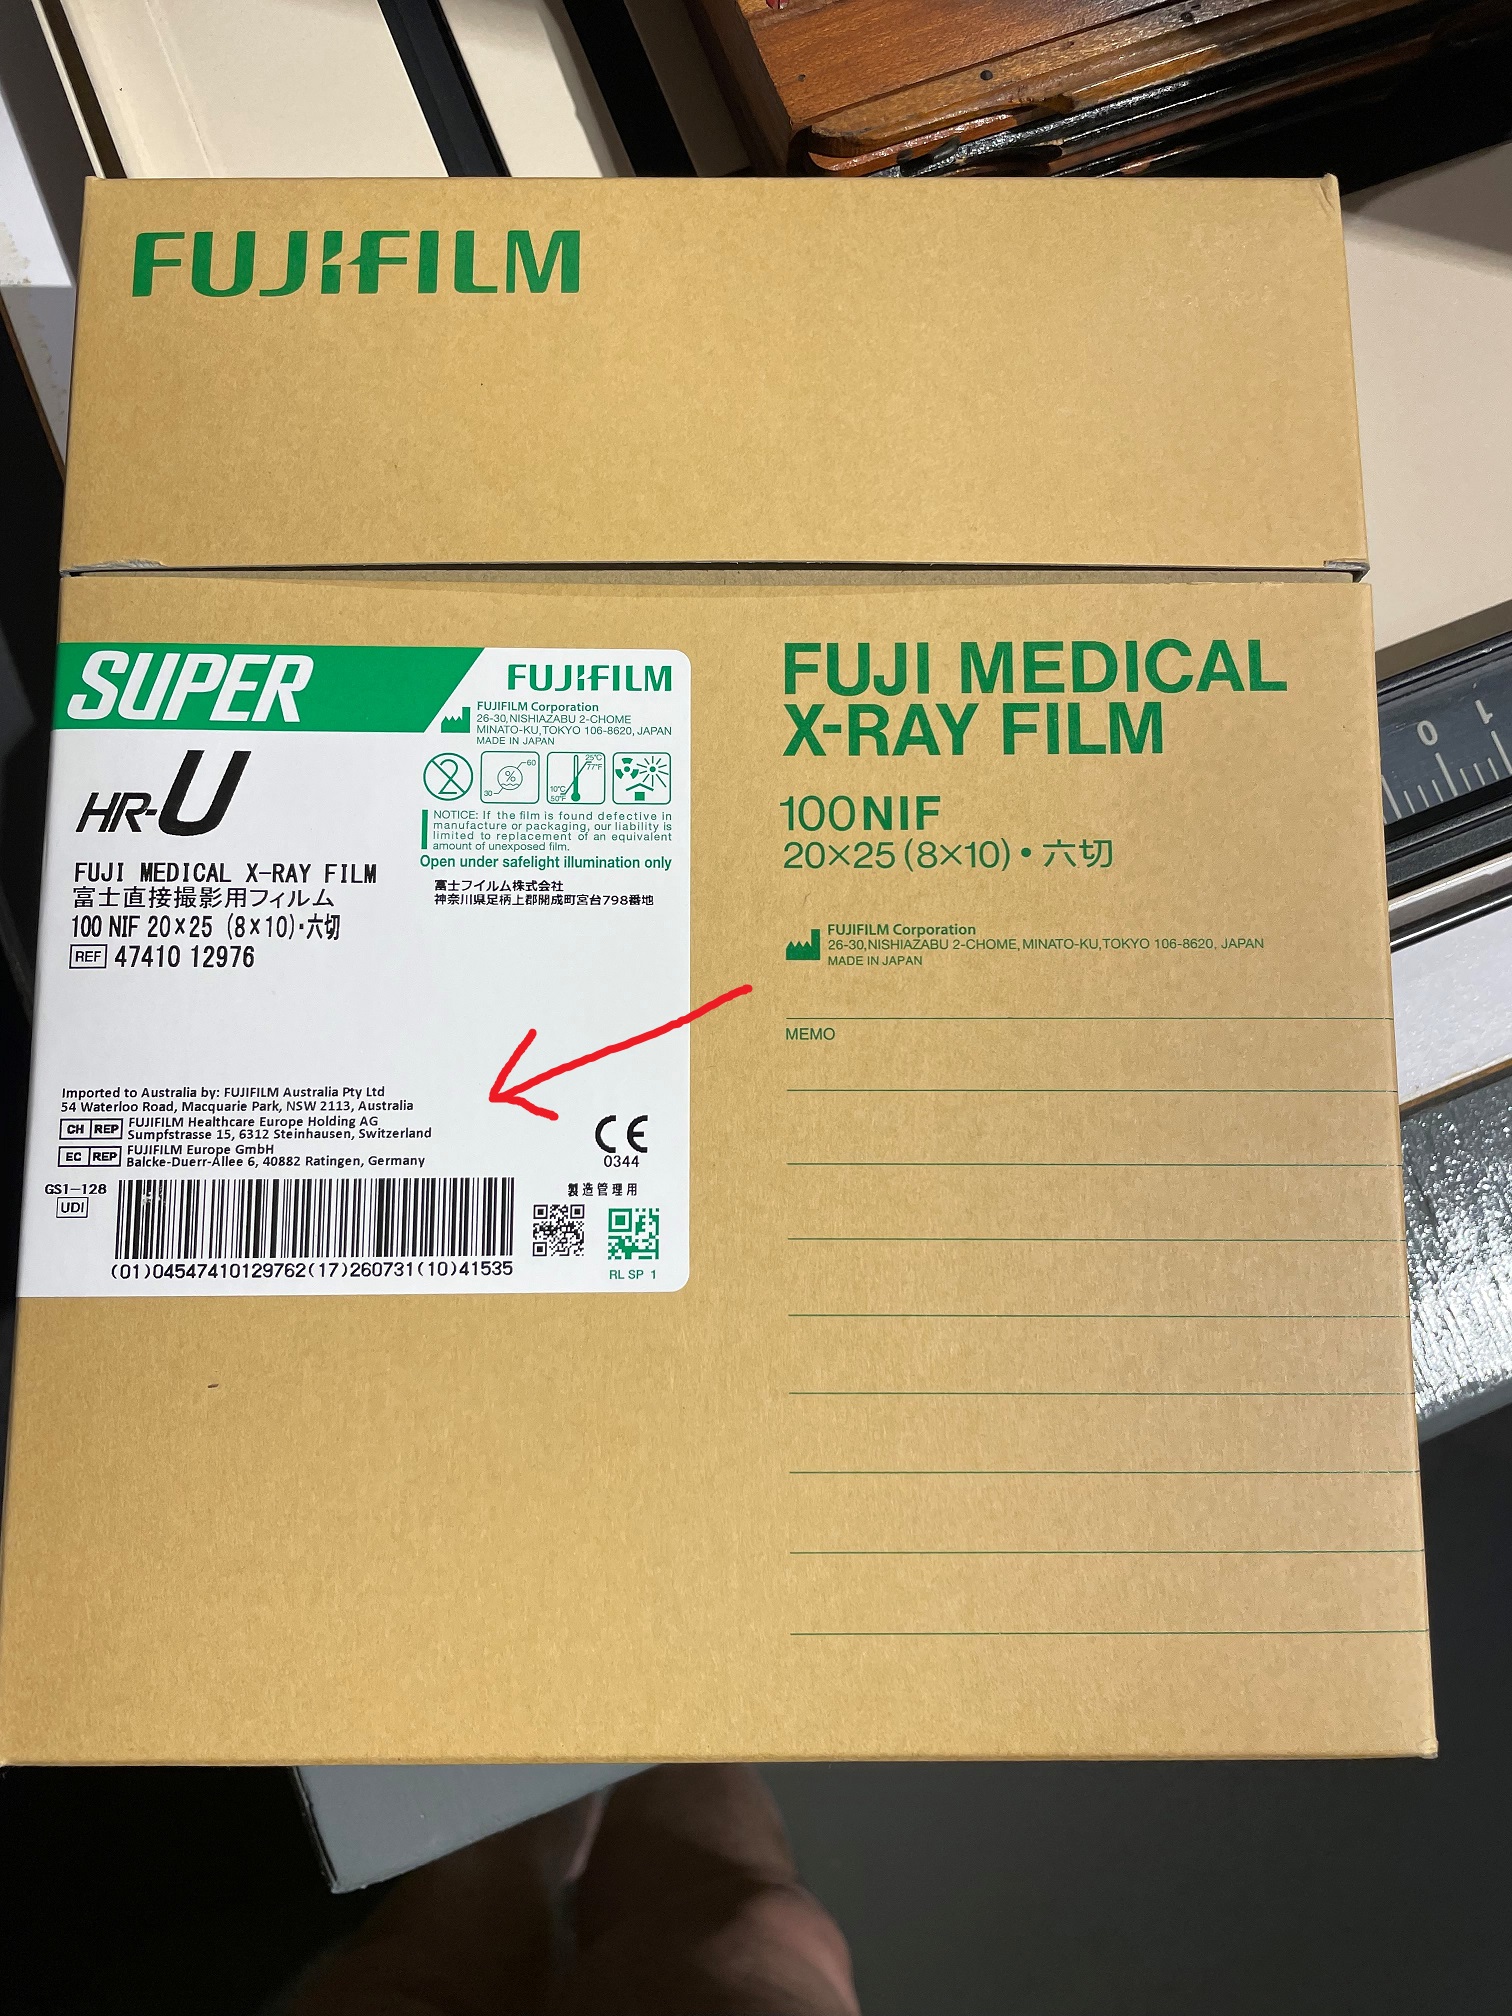 FUJIFILM
SUPER
FUJIFILM
FUJIFILM Corporation
26-30, NISHIAZABU 2-CHOME
MINATO-KU, TOKYO 106-8620, JAPAN
MADE IN JAPAN
HR-U
2
%
60
30
25°C
77°F
10°C
50°F
NOTICE: If the film is found defective in
manufacture or packaging, our liability is
limited to replacement of an equivalent
amount of unexposed film.
Open under safelight illumination only
FUJI MEDICAL X-RAY FILM
富士直接撮影用フィルム
100 NIF 20×25 (8×10)・六切
REF 47410 12976
富士フイルム株式会社
神奈川県足柄上郡開成町宮台798番地
Imported to Australia by: FUJIFILM Australia Pty Ltd
54 Waterloo Road, Macquarie Park, NSW 2113, Australia
CH REP FUJIFILM Healthcare Europe Holding AG
Sumpfstrasse 15, 6312 Steinhausen, Switzerland
EC REP FUJIFILM Europe GmbH
Balcke-Duerr-Allee 6, 40882 Ratingen, Germany
CE
0344
GS1-128
UDI
製造管理用
(01)04547410129762(17)260731(10)41535
RL SP 1
FUJI MEDICAL
X-RAY FILM
100NIF
20×25(8×10)・六切
FUJIFILM Corporation
26-30, NISHIAZABU 2-CHOME, MINATO-KU, TOKYO 106-8620, JAPAN
MADE IN JAPAN
MEMO
0 1